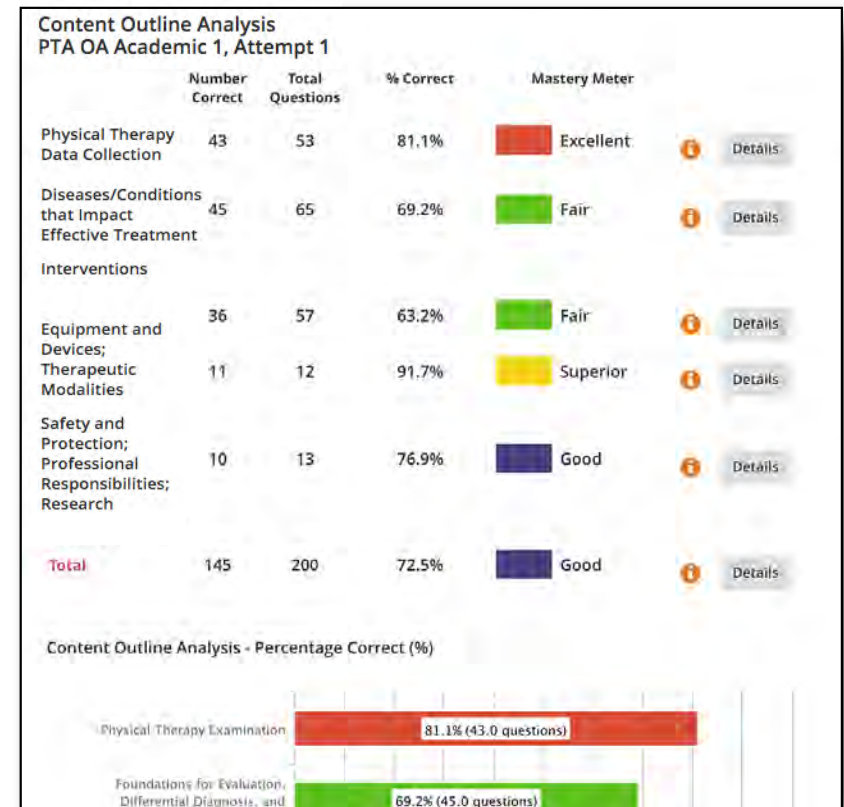 Content Outline Analysis
PTA OA Academic 1, Attempt 1
Number Correct Total Questions % Correct Mastery Meter
Physical Therapy
Data Collection
43 53 81.1% Excellent Details
Diseases/Conditions
that Impact
Effective Treatment
45 65 69.2% Fair Details
Interventions
36 57 63.2% Fair Details
Equipment and
Devices;
Therapeutic
Modalities
11 12 91.7% Superior Details
Safety and
Protection;
Professional
Responsibilities;
Research
10 13 76.9% Good Details
Total 145 200 72.5% Good Details
Content Outline Analysis - Percentage Correct (%)
Physical Therapy Examination
81.1% (43.0 questions)
Foundations for Evaluation,
Differential Diagnosis, and
69.2% (45.0 questions)